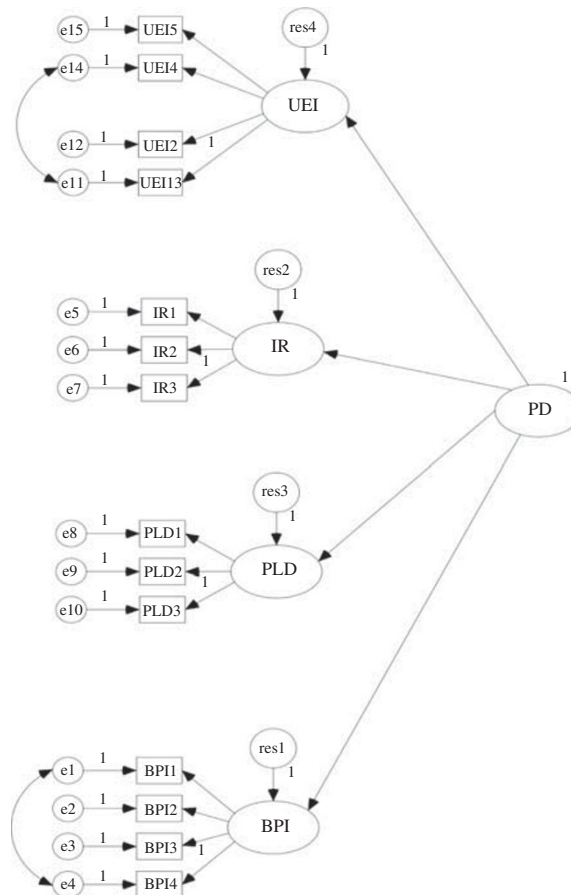 e15 1 UEI5
res4
1
e14 1 UEI4
UEI
e12 1 UEI2
1
e11 1 UEI13
res2
1
e5 1 IR1
IR
e6 1 IR2
1
e7 1 IR3
1
PD
res3
1
e8 1 PLD1
PLD
e9 1 PLD2
1
e10 1 PLD3
res1
1
e1 1 BPI1
e2 1 BPI2
BPI
e3 1 BPI3
1
e4 1 BPI4